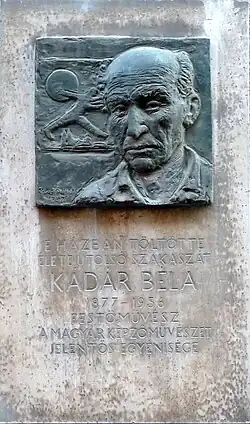 E HÁZBAN TÖLTÖTTE
ÉLETE UTOLSÓ SZAKASZÁT
KÁDÁR BÉLA
1877-1956
FESTŐMŰVÉSZ
A MAGYAR KÉPZŐMŰVÉSZET
JELENTŐS EGYÉNISÉGE